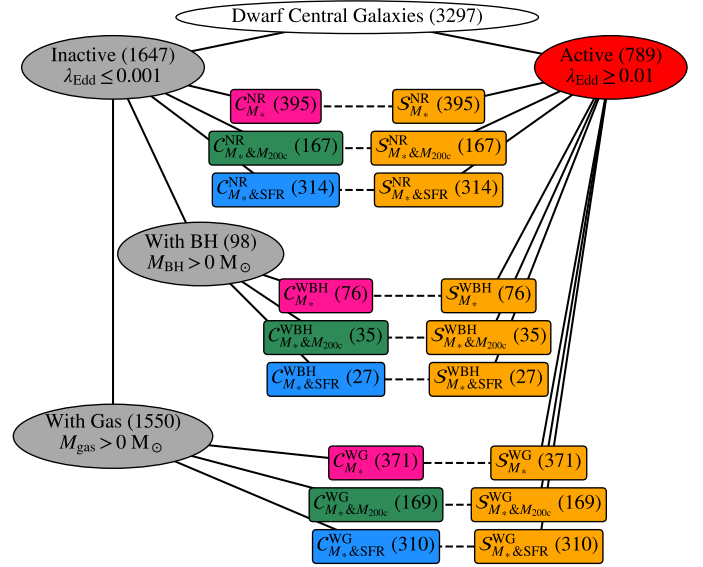 Dwarf Central Galaxies (3297)
Inactive (1647)
λ_Edd ≤ 0.001
Active (789)
λ_Edd ≥ 0.01
𝒞^NR_M* (395)
𝒮^NR_M* (395)
𝒞^NR_M*&M200c (167)
𝒮^NR_M*&M200c (167)
𝒞^NR_M*&SFR (314)
𝒮^NR_M*&SFR (314)
With BH (98)
M_BH > 0 M⊙
𝒞^WBH_M* (76)
𝒮^WBH_M* (76)
𝒞^WBH_M*&M200c (35)
𝒮^WBH_M*&M200c (35)
𝒞^WBH_M*&SFR (27)
𝒮^WBH_M*&SFR (27)
With Gas (1550)
M_gas > 0 M⊙
𝒞^WG_M* (371)
𝒮^WG_M* (371)
𝒞^WG_M*&M200c (169)
𝒮^WG_M*&M200c (169)
𝒞^WG_M*&SFR (310)
𝒮^WG_M*&SFR (310)